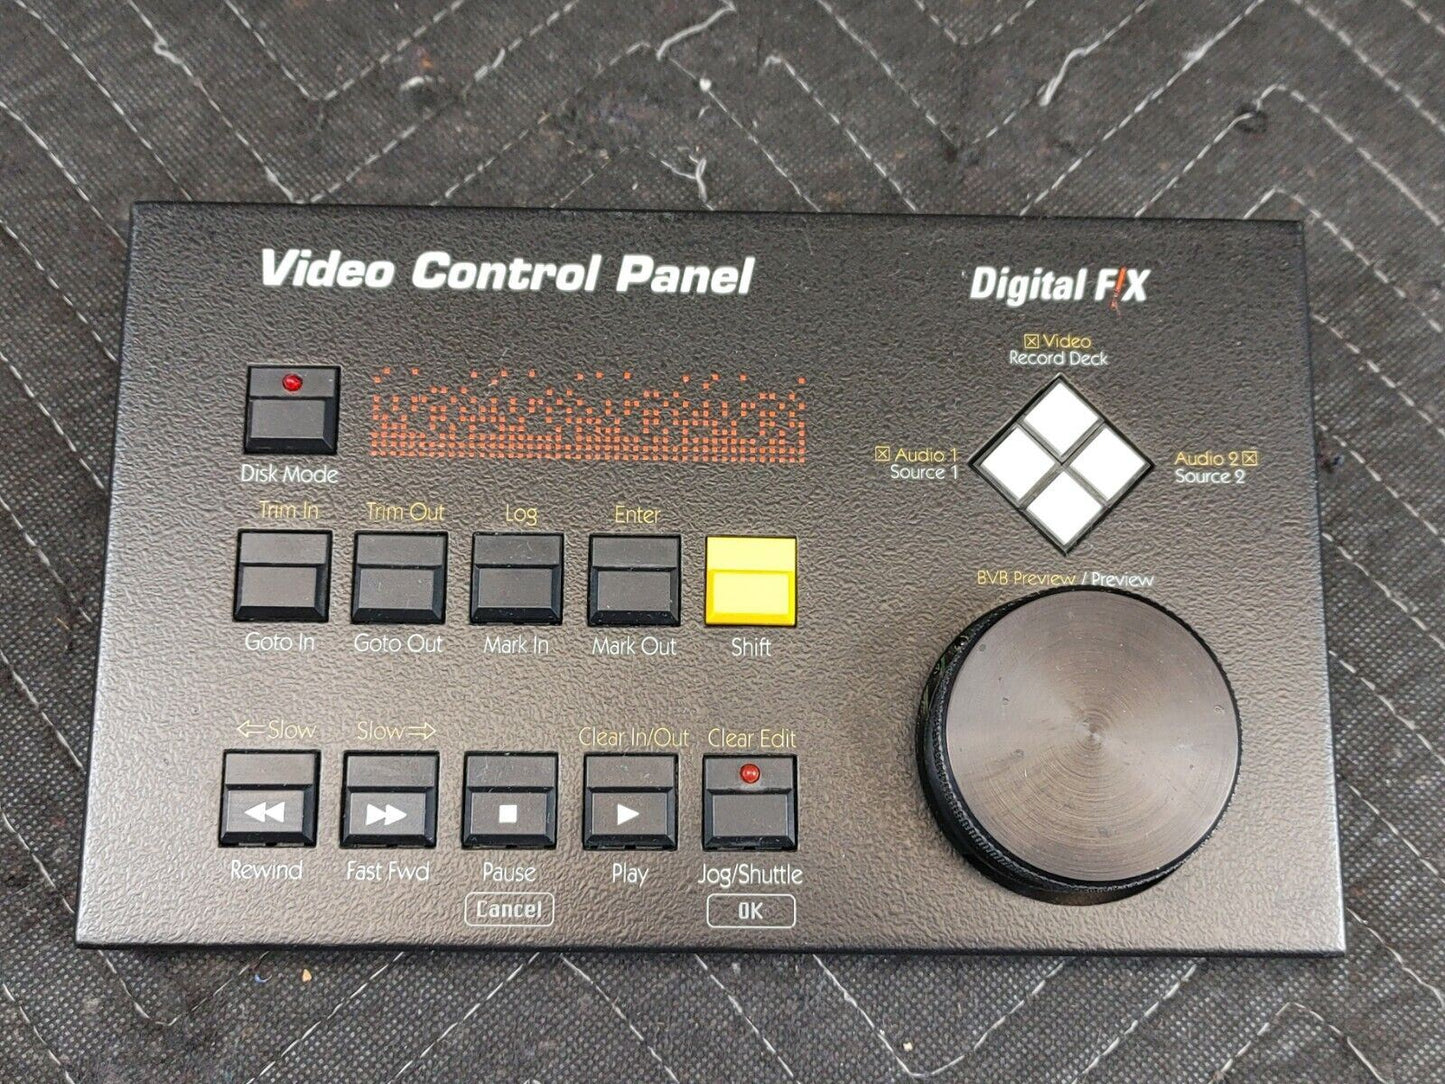 Video Control Panel
Digital F/X
☒ Video
Record Deck
☒ Audio 1
Source 1
Audio 2 ☒
Source 2
BVB Preview / Preview
Disk Mode
Trim In
Trim Out
Log
Enter
Goto In
Goto Out
Mark In
Mark Out
Shift
⇐Slow
Slow⇒
Clear In/Out
Clear Edit
Rewind
Fast Fwd
Pause
Play
Jog/Shuttle
Cancel
OK